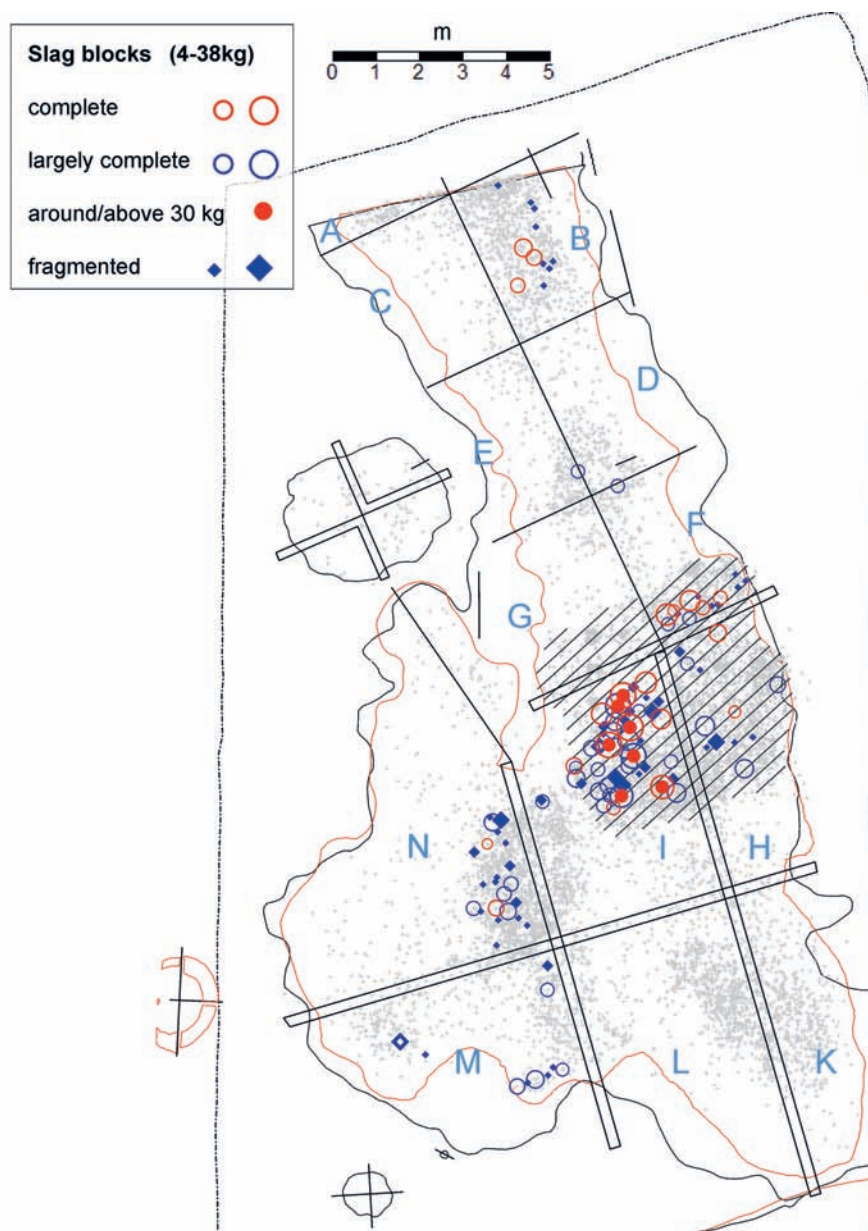 Slag blocks (4-38kg)
complete
largely complete
around/above 30 kg
fragmented
m
0 1 2 3 4 5
A
B
C
D
E
F
G
N
I
H
M
L
K